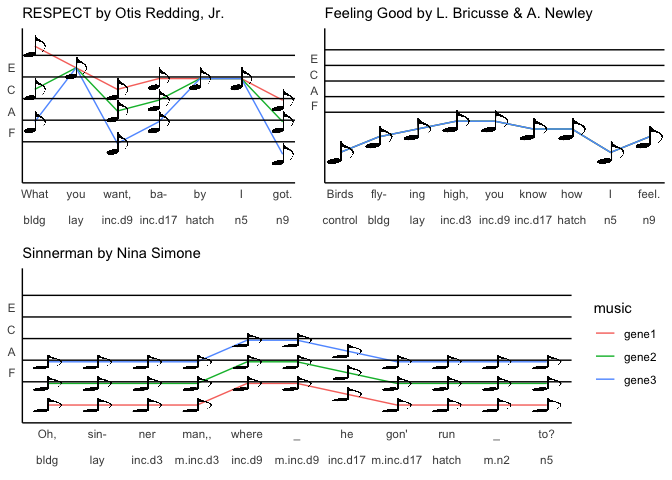 RESPECT by Otis Redding, Jr.
E
C
A
F
What you want, ba- by I got.
bldg lay inc.d9 inc.d17 hatch n5 n9
Feeling Good by L. Bricusse & A. Newley
E
C
A
F
Birds fly- ing high, you know how I feel.
control bldg lay inc.d3 inc.d9 inc.d17 hatch n5 n9
Sinnerman by Nina Simone
E
C
A
F
Oh, sin- ner man,, where _ he gon' run _ to?
bldg lay inc.d3 m.inc.d3 inc.d9 m.inc.d9 inc.d17 m.inc.d17 hatch m.n2 n5
music
gene1
gene2
gene3